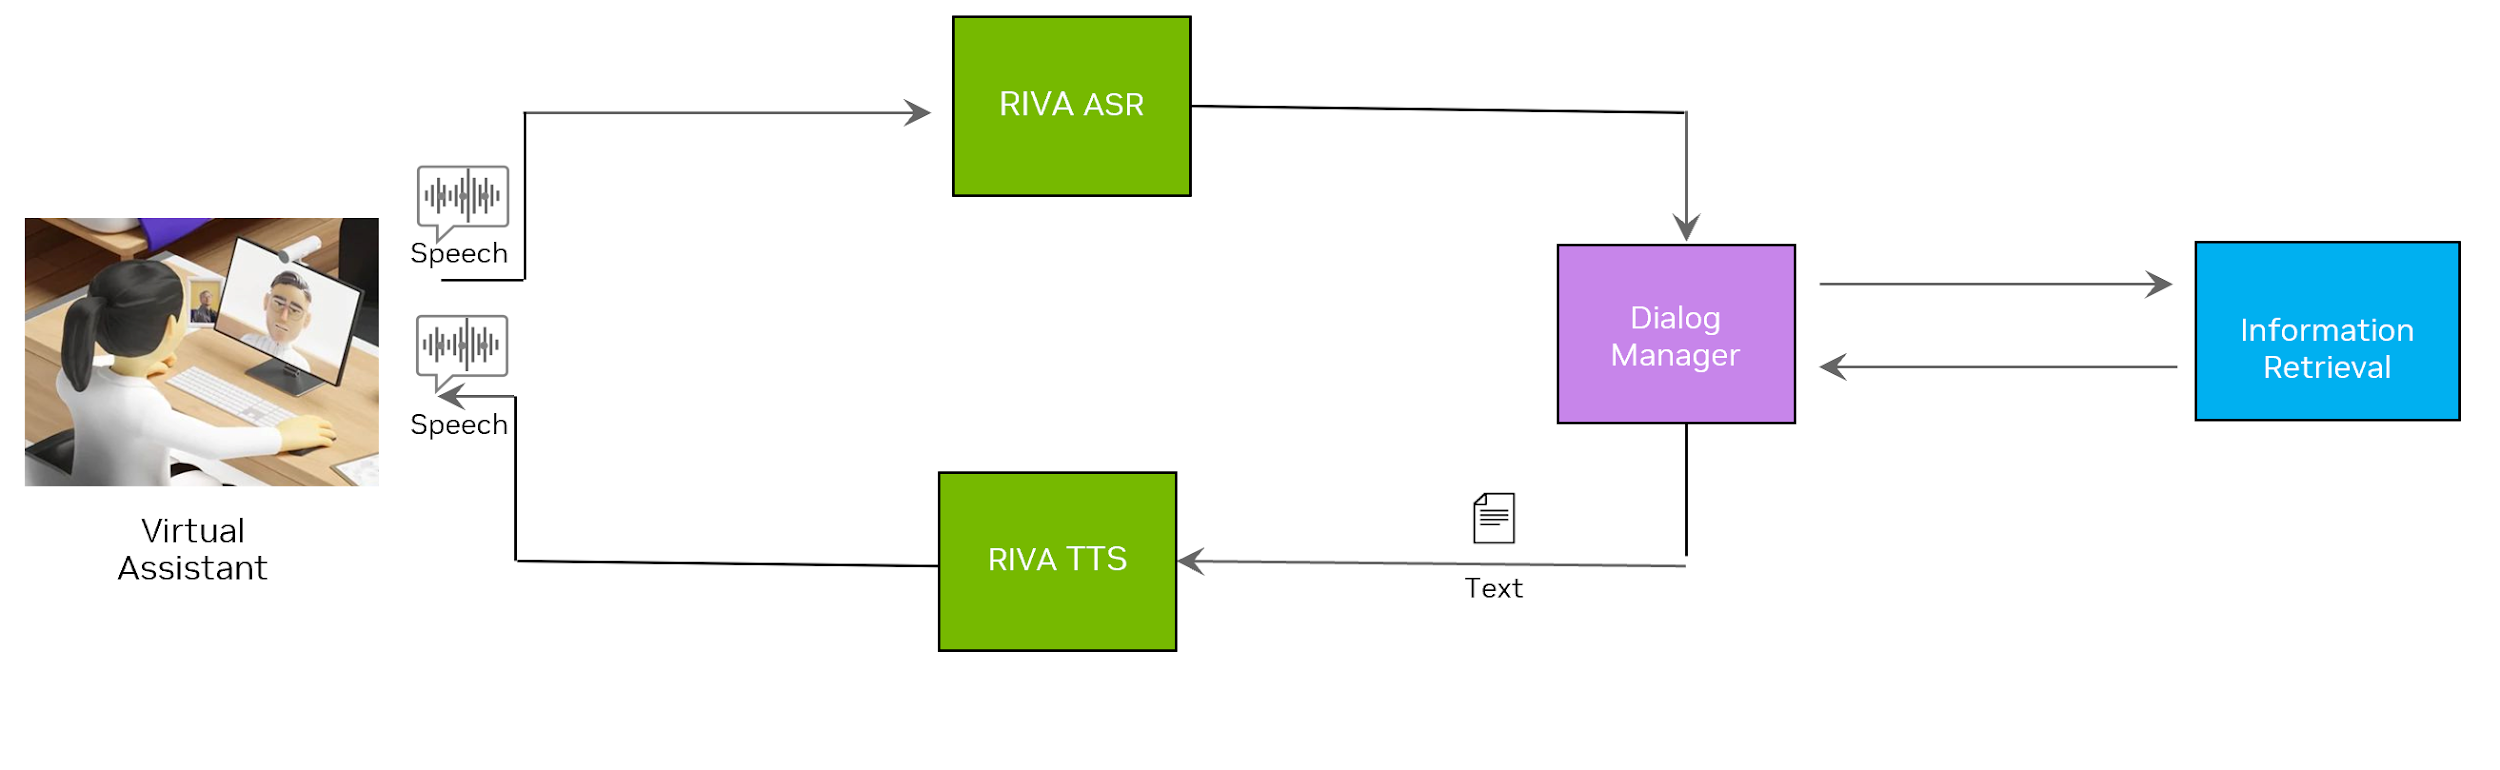 RIVA ASR
Speech
Dialog
Manager
Information
Retrieval
Speech
Virtual
Assistant
RIVA TTS
Text